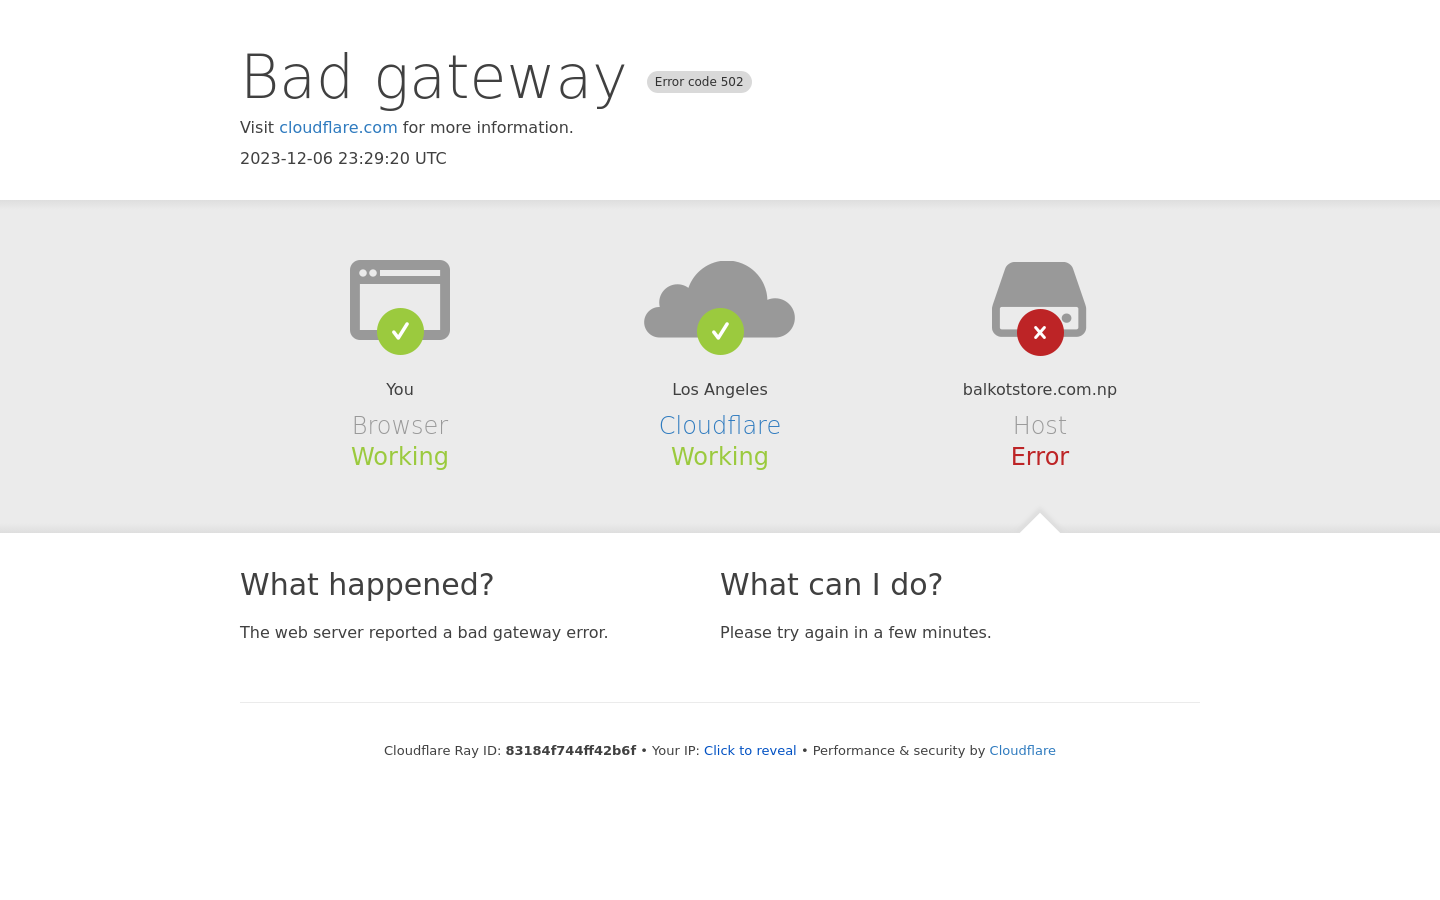 Bad gateway Error code 502
Visit cloudflare.com for more information.
2023-12-06 23:29:20 UTC
You
Browser
Working
Los Angeles
Cloudflare
Working
balkotstore.com.np
Host
Error
What happened?
The web server reported a bad gateway error.
What can I do?
Please try again in a few minutes.
Cloudflare Ray ID: 83184f744ff42b6f • Your IP: Click to reveal • Performance & security by Cloudflare